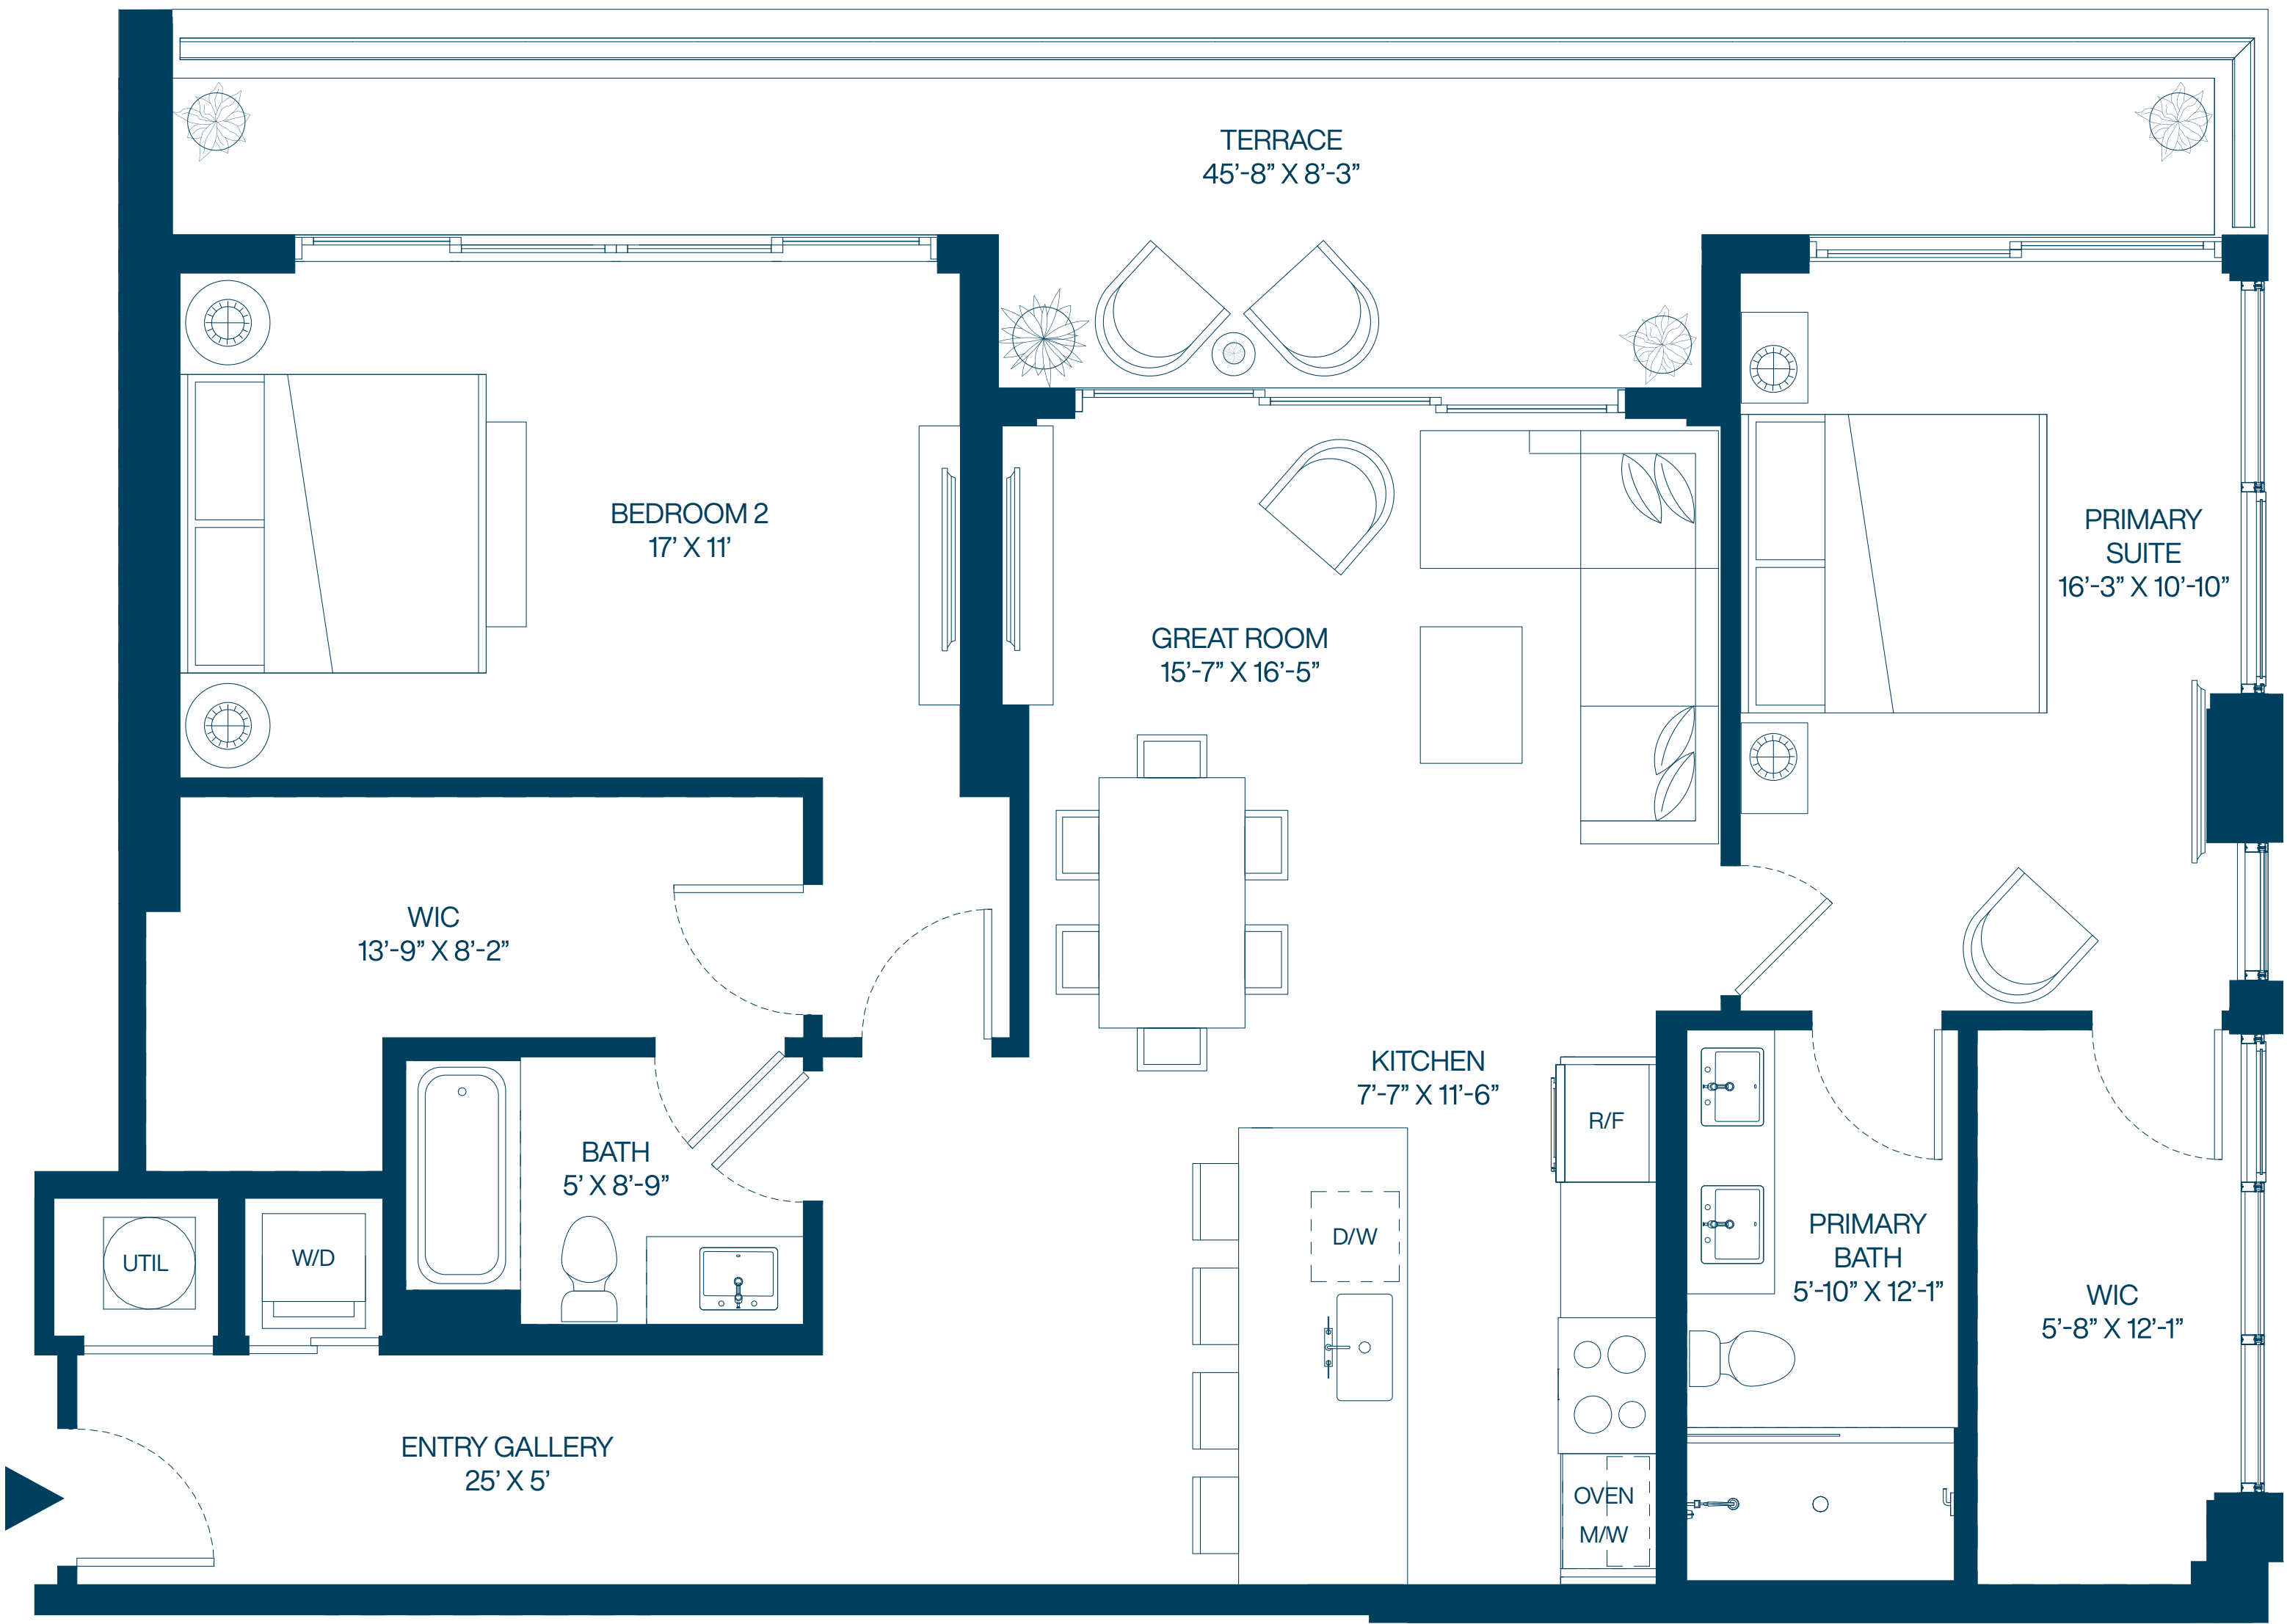 TERRACE
45’-8” X 8’-3”
BEDROOM 2
17’ X 11’
PRIMARY
SUITE
16’-3” X 10’-10”
GREAT ROOM
15’-7” X 16’-5”
WIC
13’-9” X 8’-2”
KITCHEN
7’-7” X 11’-6”
R/F
BATH
5’ X 8’-9”
D/W
UTIL
W/D
PRIMARY
BATH
5’-10” X 12’-1”
WIC
5’-8” X 12’-1”
ENTRY GALLERY
25’ X 5’
OVEN
M/W